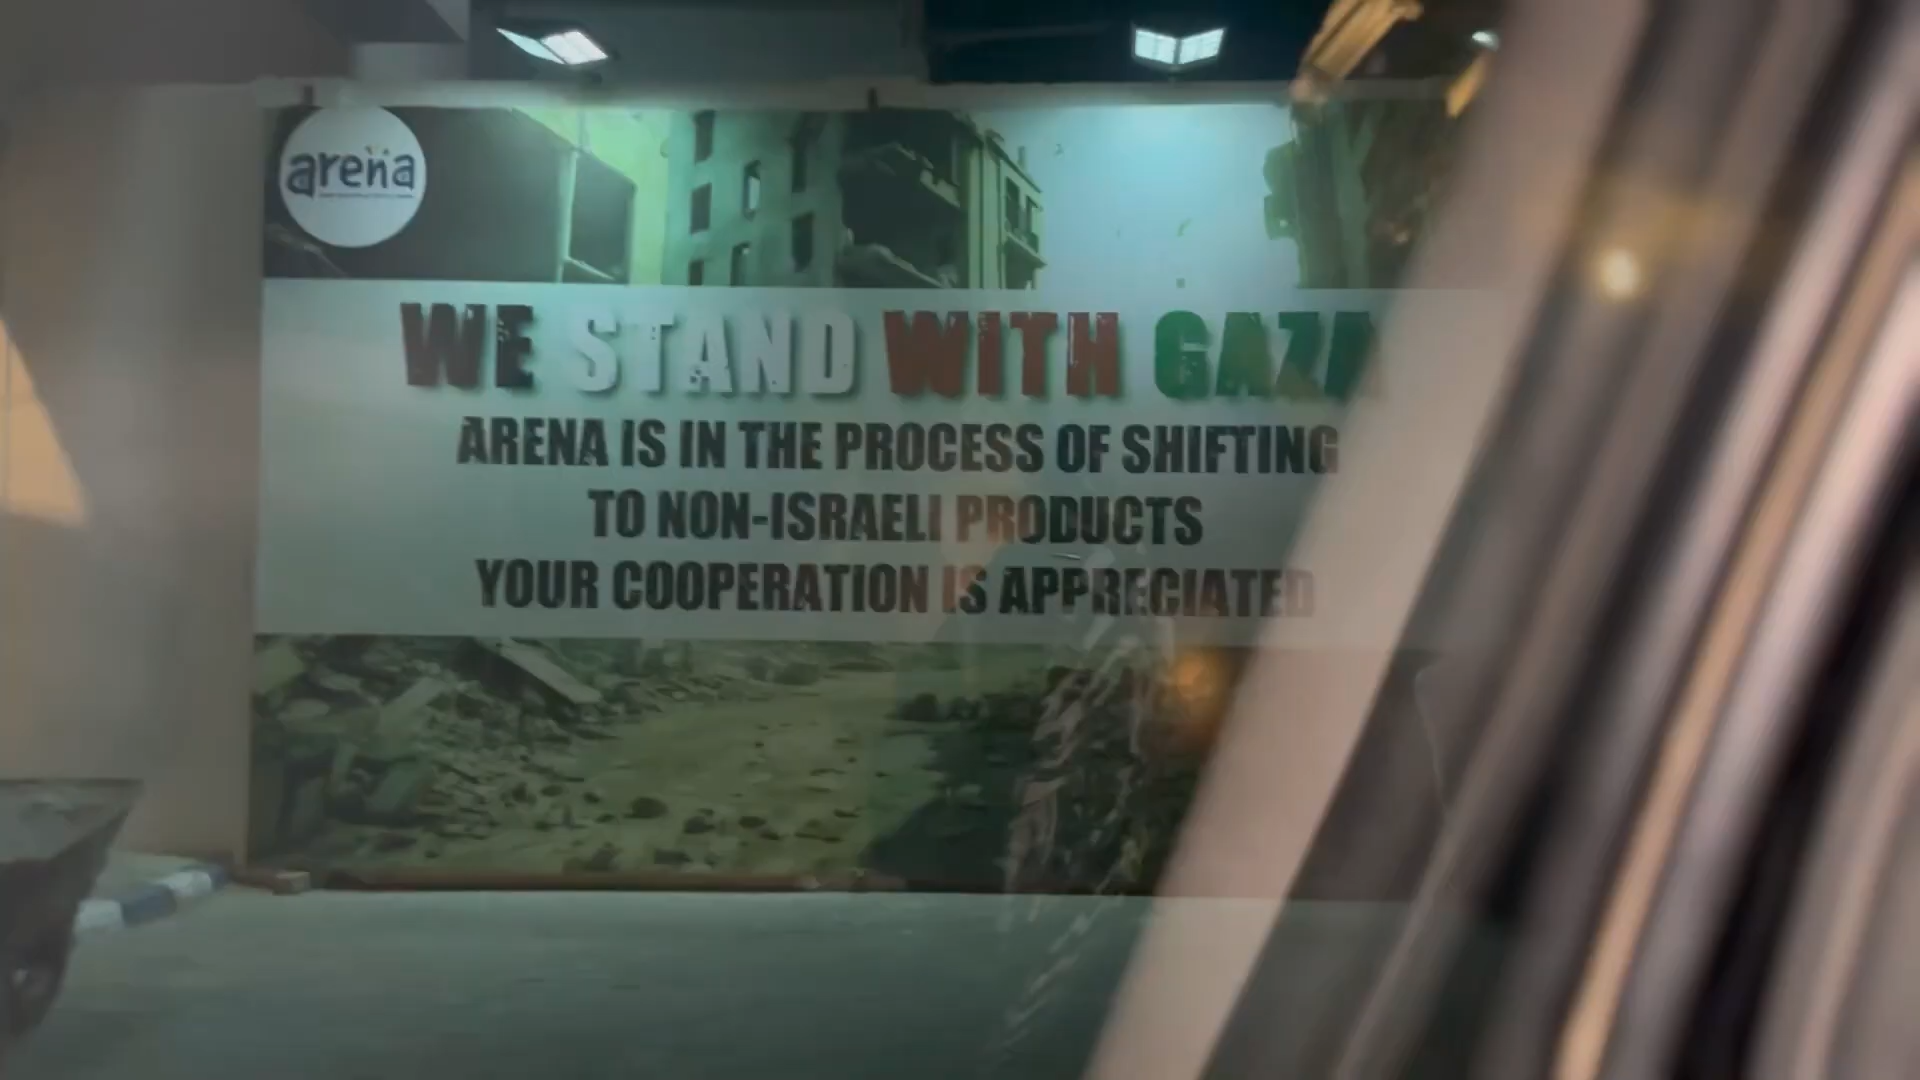 arena
WE STAND WITH GAZA
ARENA IS IN THE PROCESS OF SHIFTING
TO NON-ISRAELI PRODUCTS
YOUR COOPERATION IS APPRECIATED